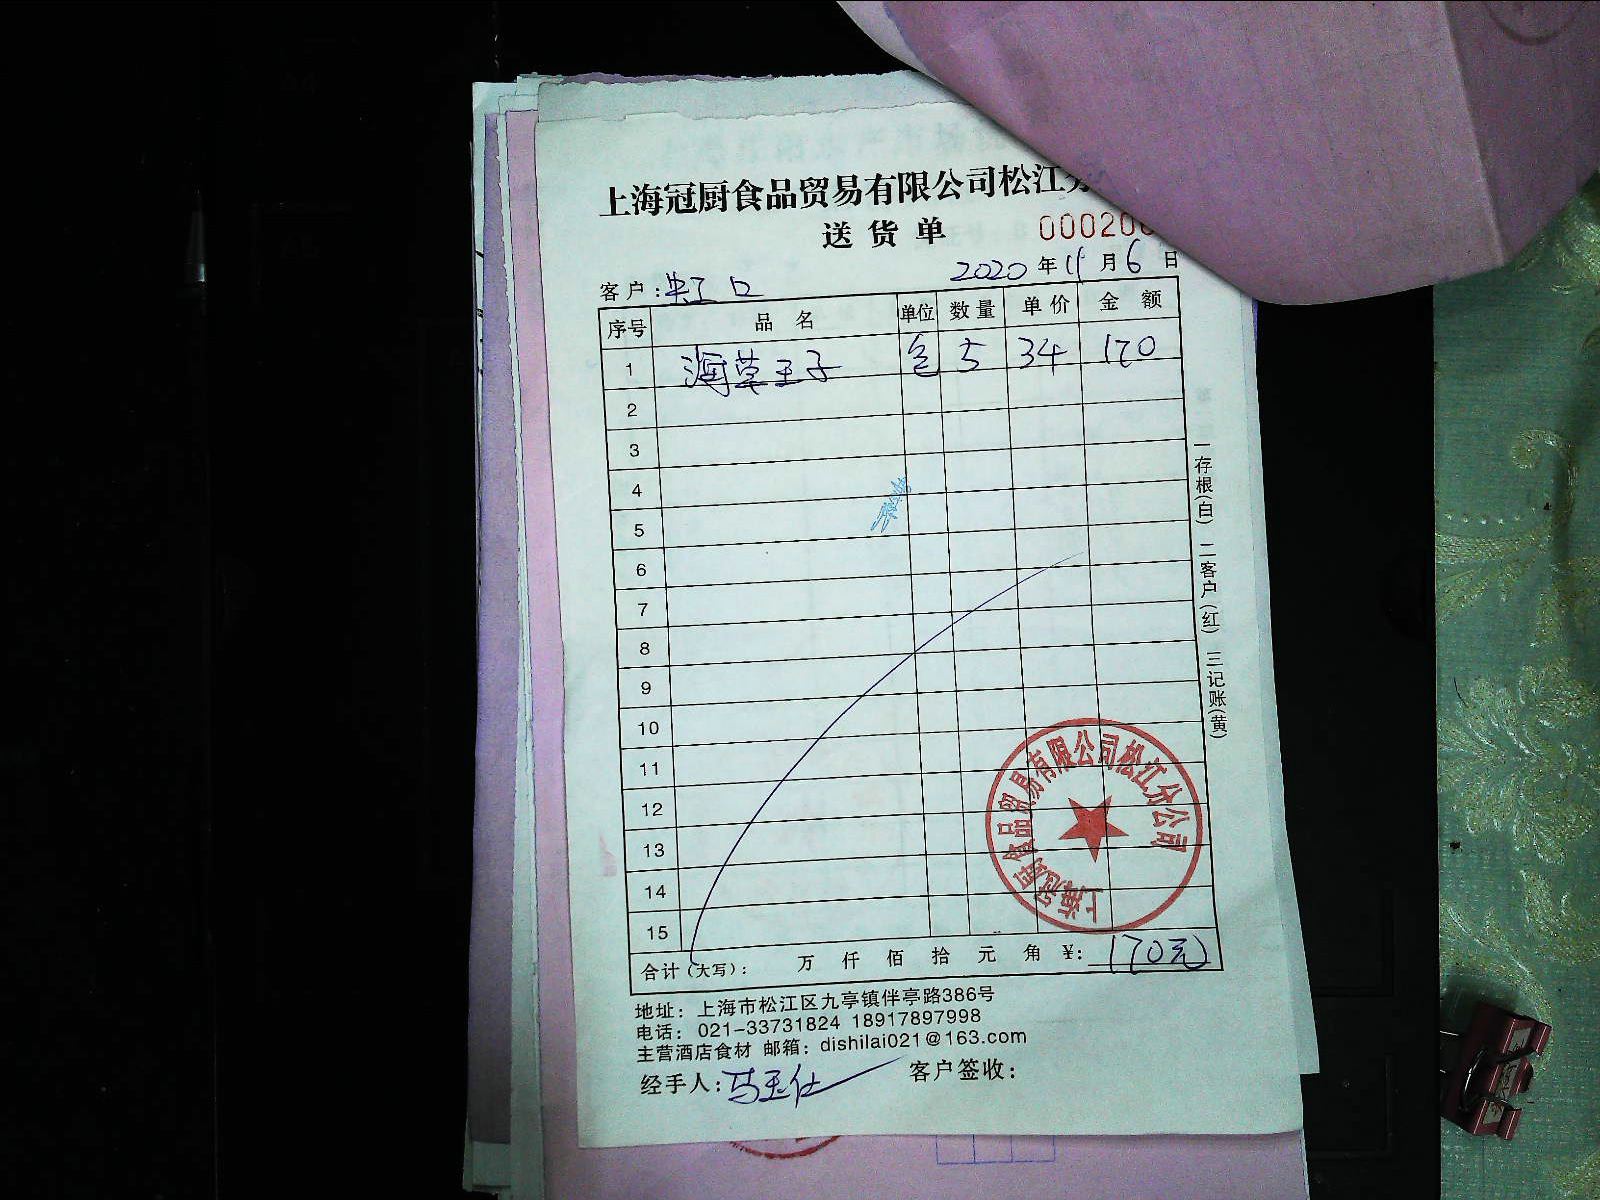 上海冠厨食品贸易有限公司松江分
送货单
00020
2020年11月6日
客户:虹口
序号 品名 单位 数量 单价 金额
1 海草王子 包 5 34 170
2
3
4
5
6
7
8
9
10
11
12
13
14
15
合计(大写): 万 仟 佰 拾 元 角 ¥: 170元
一存根(白) 二客户(红) 三记账(黄)
上海冠厨食品贸易有限公司松江分公司
地址: 上海市松江区九亭镇伴亭路386号
电话: 021-33731824 18917897998
主营酒店食材 邮箱: dishilai021@163.com
经手人:马玉仕 客户签收: